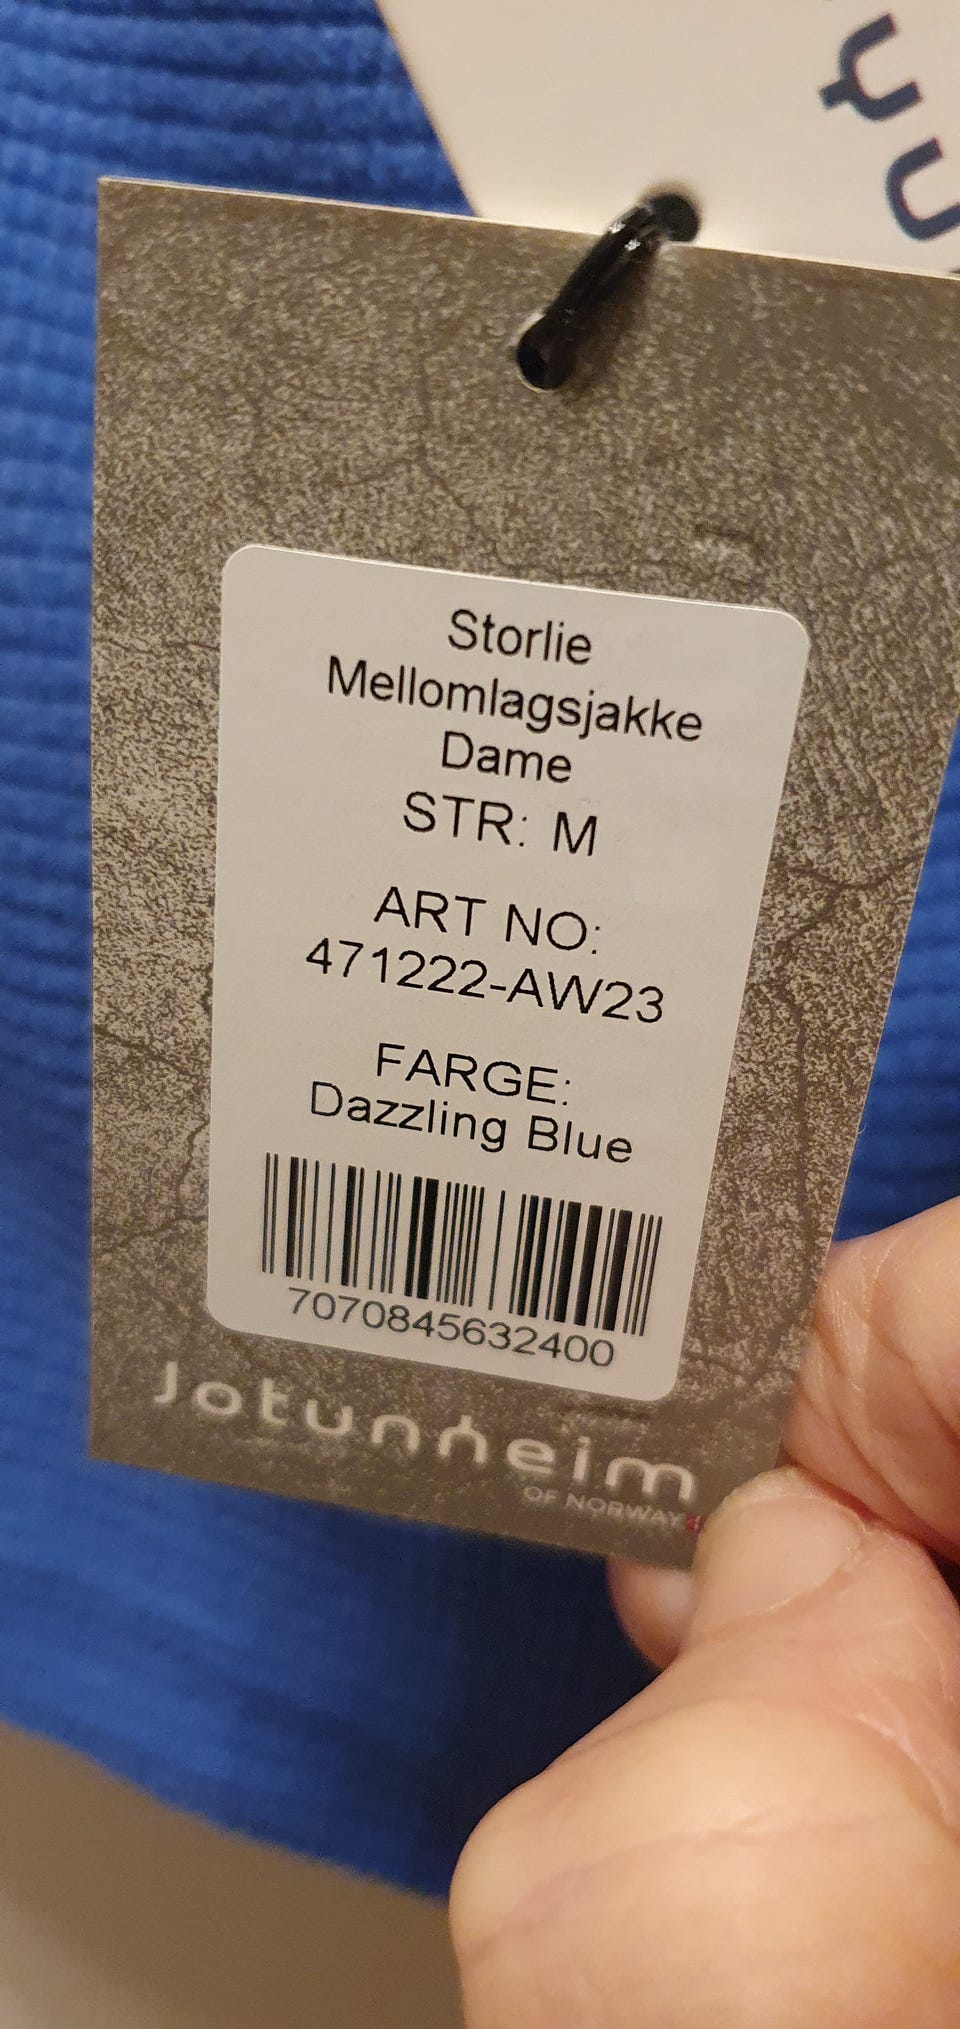 Storlie
Mellomlagsjakke
Dame
STR: M
ART NO:
471222-AW23
FARGE:
Dazzling Blue
7070845632400
Jotunheim
OF NORWAY